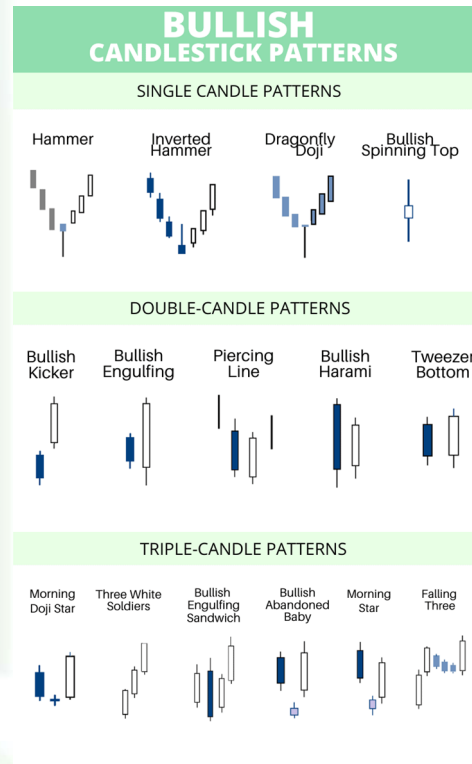 BULLISH
CANDLESTICK PATTERNS
SINGLE CANDLE PATTERNS
Hammer
Inverted
Hammer
Dragonfly
Doji
Bullish
Spinning Top
DOUBLE-CANDLE PATTERNS
Bullish
Kicker
Bullish
Engulfing
Piercing
Line
Bullish
Harami
Tweezer
Bottom
TRIPLE-CANDLE PATTERNS
Morning
Doji Star
Three White
Soldiers
Bullish
Engulfing
Sandwich
Bullish
Abandoned
Baby
Morning
Star
Falling
Three